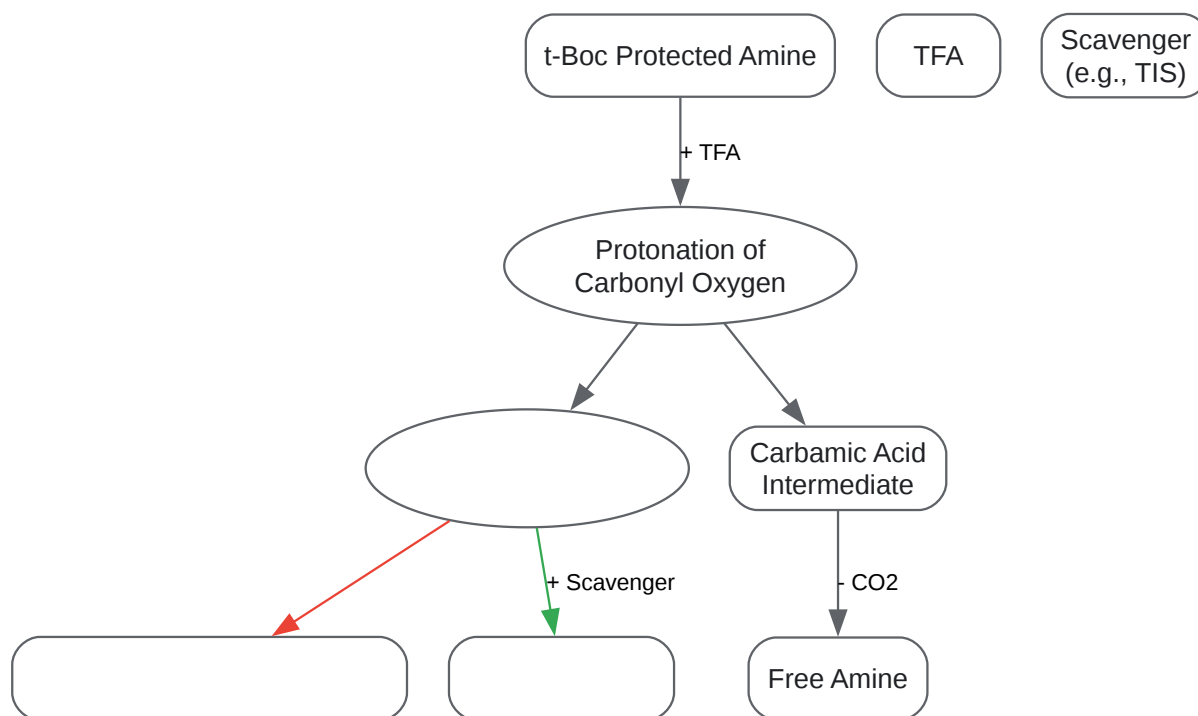 t-Boc Protected Amine
TFA
Scavenger
(e.g., TIS)
+ TFA
Protonation of
Carbonyl Oxygen
Carbamic Acid
Intermediate
+ Scavenger
- CO2
Free Amine